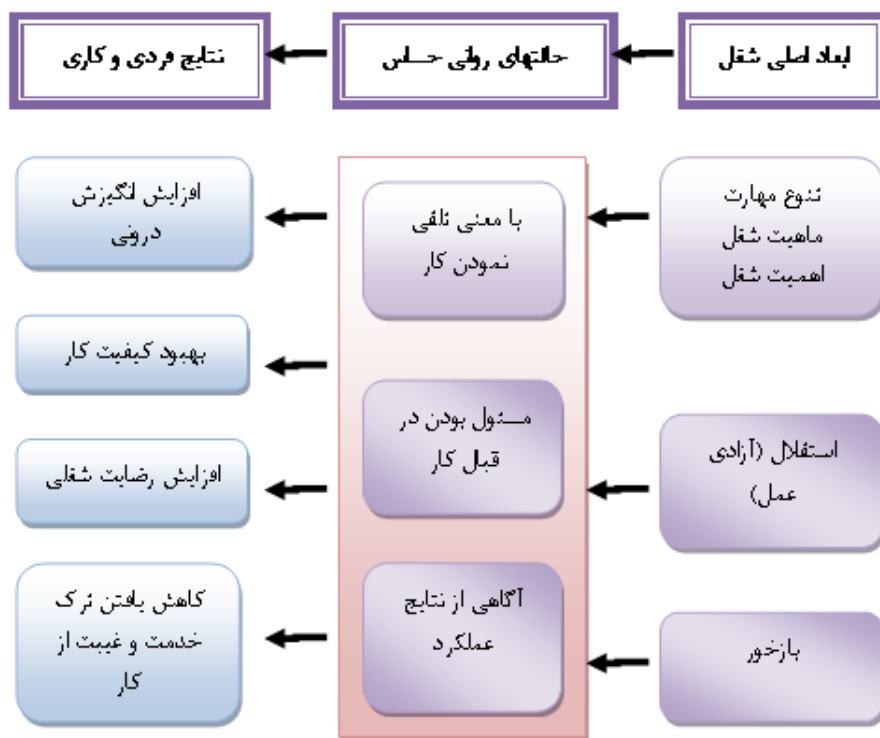 ابعاد اصلی شغل
حالتهای روانی حساس
نتایج فردی و کاری
تنوع مهارت
ماهیت شغل
اهمیت شغل
با معنی تلقی
نمودن کار
افزایش انگیزش
درونی
بهبود کیفیت کار
استقلال (آزادی
عمل)
مسئول بودن در
قبال کار
افزایش رضایت شغلی
بازخور
آگاهی از نتایج
عملکرد
کاهش یافتن ترک
خدمت و غیبت از
کار